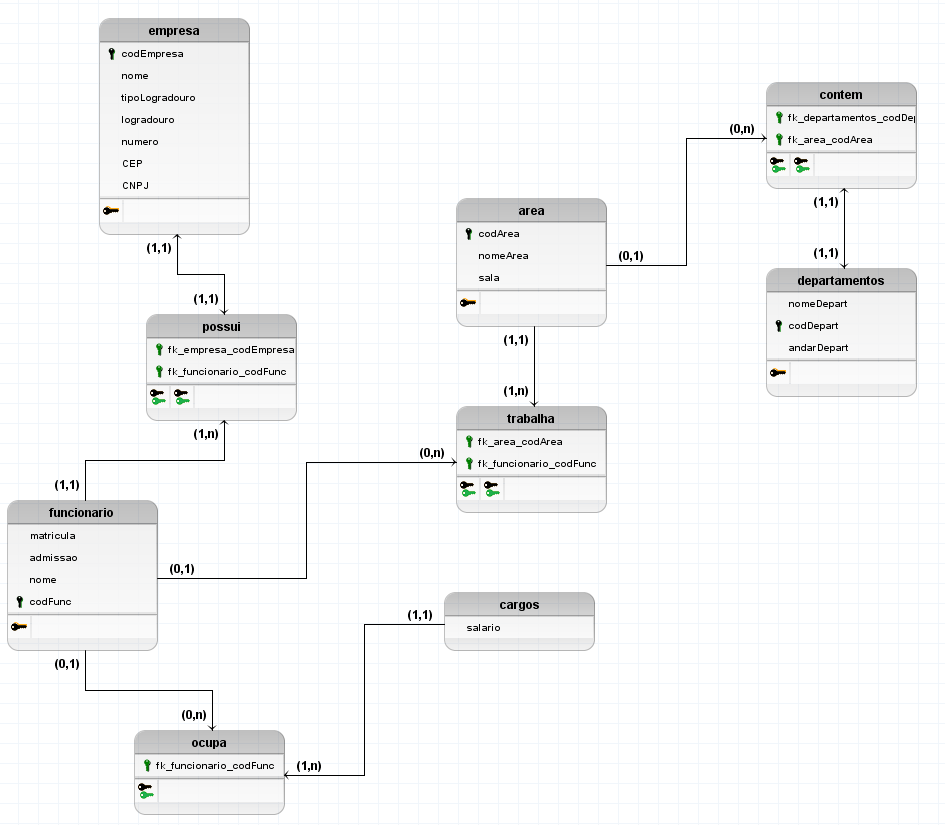 empresa
codEmpresa
nome
tipoLogradouro
logradouro
numero
CEP
CNPJ
(1,1)
(1,1)
possui
fk_empresa_codEmpresa
fk_funcionario_codFunc
(1,n)
(1,1)
funcionario
matricula
admissao
nome
codFunc
(0,1)
(0,1)
(0,n)
ocupa
fk_funcionario_codFunc
(1,n)
(1,1)
cargos
salario
area
codArea
nomeArea
sala
(0,1)
(1,1)
(1,n)
(0,n)
trabalha
fk_area_codArea
fk_funcionario_codFunc
(0,n)
contem
fk_departamentos_codDep
fk_area_codArea
(1,1)
(1,1)
departamentos
nomeDepart
codDepart
andarDepart